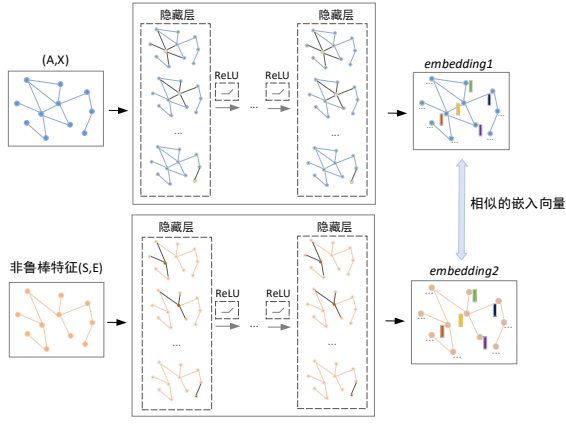 隐藏层
隐藏层
(A,X)
ReLU
ReLU
...
...
...
embedding1
...
...
...
...
相似的嵌入向量
隐藏层
隐藏层
非鲁棒特征(S,E)
ReLU
ReLU
...
...
...
embedding2
...
...
...
...